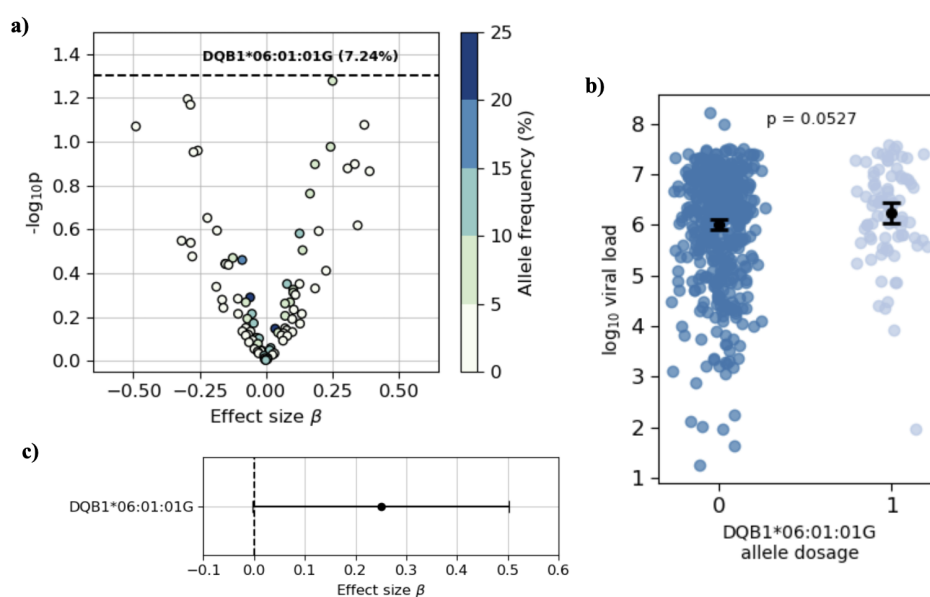 a)
DQB1*06:01:01G (7.24%)
1.4
1.2
1.0
0.8
0.6
0.4
0.2
0.0
-log10p
−0.50
−0.25
0.00
0.25
0.50
Effect size β
25
20
15
10
5
0
Allele frequency (%)
b)
p = 0.0527
8
7
6
5
4
3
2
1
log10 viral load
0
1
DQB1*06:01:01G
allele dosage
c)
DQB1*06:01:01G
−0.1
0.0
0.1
0.2
0.3
0.4
0.5
0.6
Effect size β